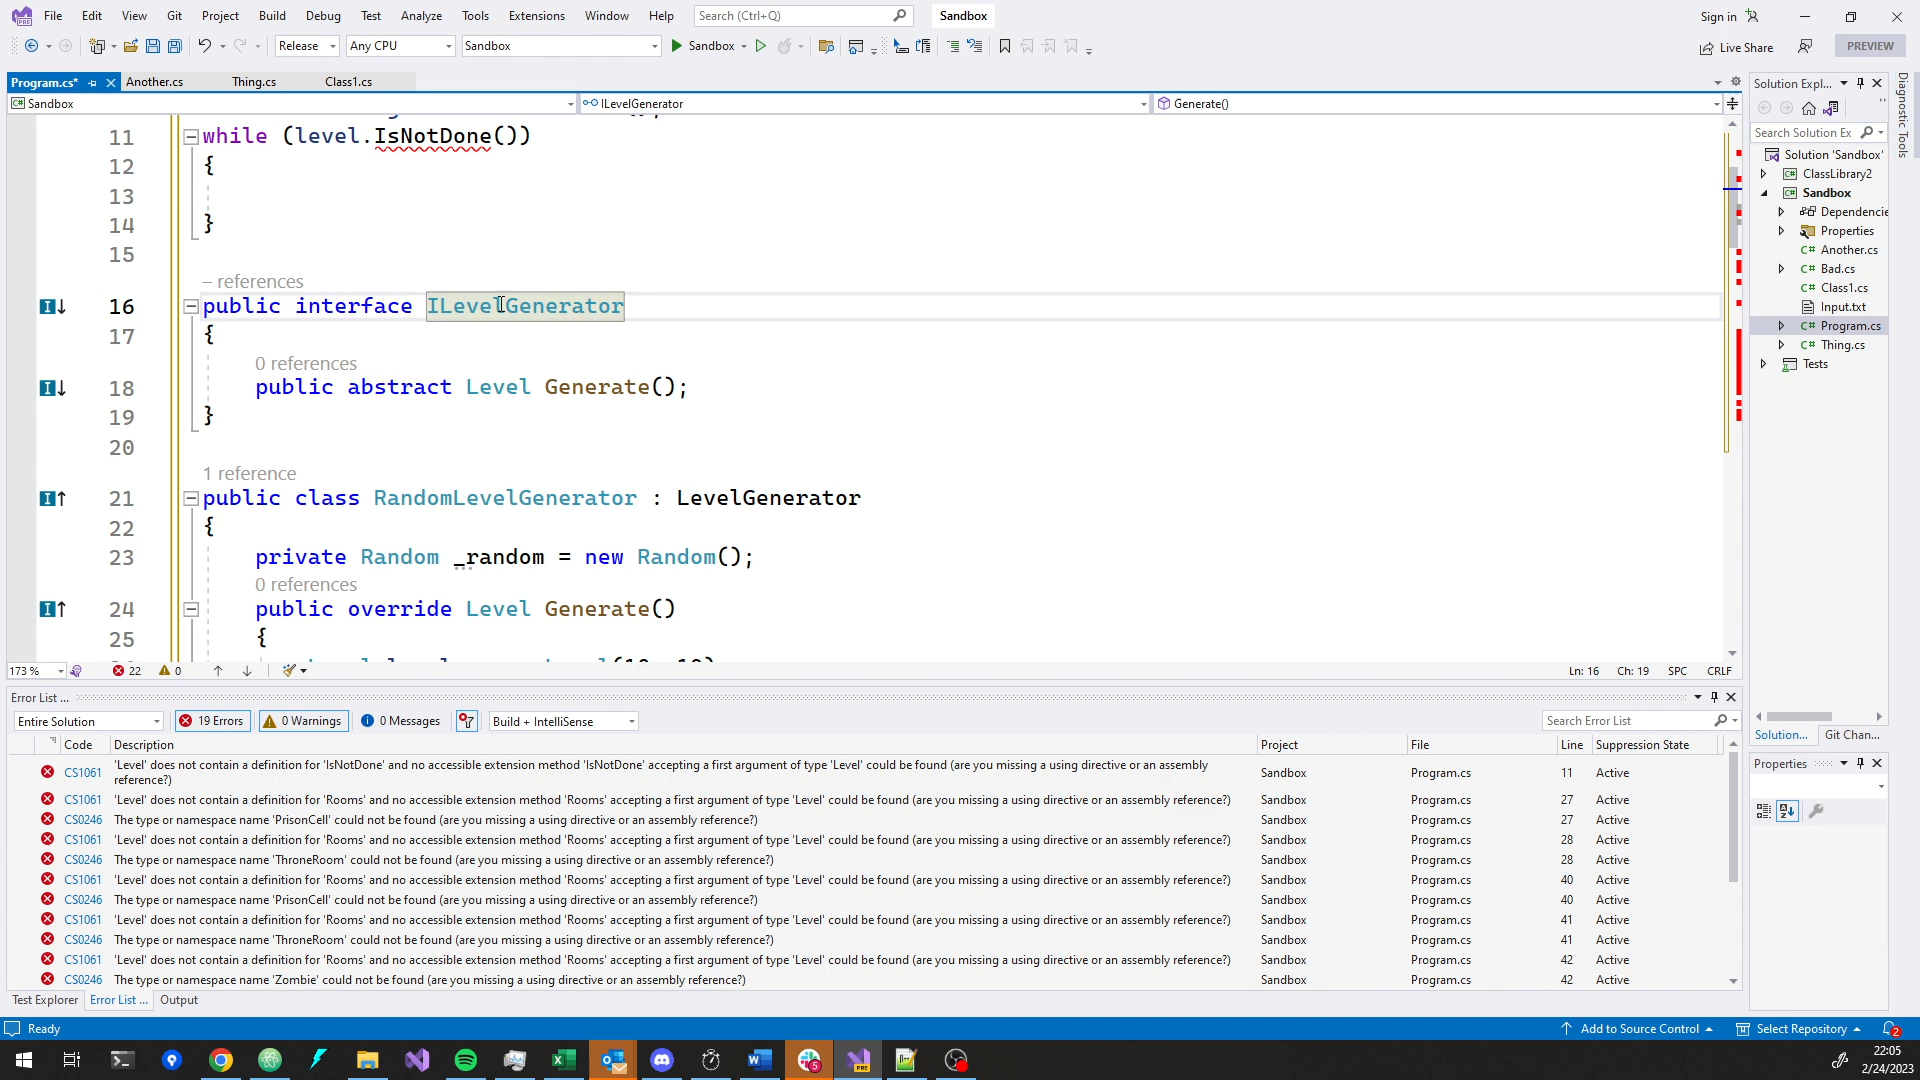 File Edit View Git Project Build Debug Test Analyze Tools Extensions Window Help Search (Ctrl+Q) Sandbox Sign in
Release Any CPU Sandbox Sandbox Live Share PREVIEW
Program.cs* Another.cs Thing.cs Class1.cs
Sandbox ILevelGenerator Generate()
11 while (level.IsNotDone())
12 {
13
14 }
15
– references
16 public interface ILevelGenerator
17 {
0 references
18 public abstract Level Generate();
19 }
20
1 reference
21 public class RandomLevelGenerator : LevelGenerator
22 {
23 private Random _random = new Random();
0 references
24 public override Level Generate()
25 {
173 % 22 0 Ln: 16 Ch: 19 SPC CRLF
Error List ...
Entire Solution 19 Errors 0 Warnings 0 Messages Build + IntelliSense Search Error List
Code Description Project File Line Suppression State
CS1061 'Level' does not contain a definition for 'IsNotDone' and no accessible extension method 'IsNotDone' accepting a first argument of type 'Level' could be found (are you missing a using directive or an assembly
reference?) Sandbox Program.cs 11 Active
CS1061 'Level' does not contain a definition for 'Rooms' and no accessible extension method 'Rooms' accepting a first argument of type 'Level' could be found (are you missing a using directive or an assembly reference?) Sandbox Program.cs 27 Active
CS0246 The type or namespace name 'PrisonCell' could not be found (are you missing a using directive or an assembly reference?) Sandbox Program.cs 27 Active
CS1061 'Level' does not contain a definition for 'Rooms' and no accessible extension method 'Rooms' accepting a first argument of type 'Level' could be found (are you missing a using directive or an assembly reference?) Sandbox Program.cs 28 Active
CS0246 The type or namespace name 'ThroneRoom' could not be found (are you missing a using directive or an assembly reference?) Sandbox Program.cs 28 Active
CS1061 'Level' does not contain a definition for 'Rooms' and no accessible extension method 'Rooms' accepting a first argument of type 'Level' could be found (are you missing a using directive or an assembly reference?) Sandbox Program.cs 40 Active
CS0246 The type or namespace name 'PrisonCell' could not be found (are you missing a using directive or an assembly reference?) Sandbox Program.cs 40 Active
CS1061 'Level' does not contain a definition for 'Rooms' and no accessible extension method 'Rooms' accepting a first argument of type 'Level' could be found (are you missing a using directive or an assembly reference?) Sandbox Program.cs 41 Active
CS0246 The type or namespace name 'ThroneRoom' could not be found (are you missing a using directive or an assembly reference?) Sandbox Program.cs 41 Active
CS1061 'Level' does not contain a definition for 'Rooms' and no accessible extension method 'Rooms' accepting a first argument of type 'Level' could be found (are you missing a using directive or an assembly reference?) Sandbox Program.cs 42 Active
CS0246 The type or namespace name 'Zombie' could not be found (are you missing a using directive or an assembly reference?) Sandbox Program.cs 42 Active
Test Explorer Error List ... Output
Solution Expl...
Search Solution Ex
Solution 'Sandbox'
ClassLibrary2
Sandbox
Dependencie
Properties
Another.cs
Bad.cs
Class1.cs
Input.txt
Program.cs
Thing.cs
Tests
Solution... Git Chan...
Properties
Diagnostic Tools
Ready Add to Source Control Select Repository 2
22:05
2/24/2023